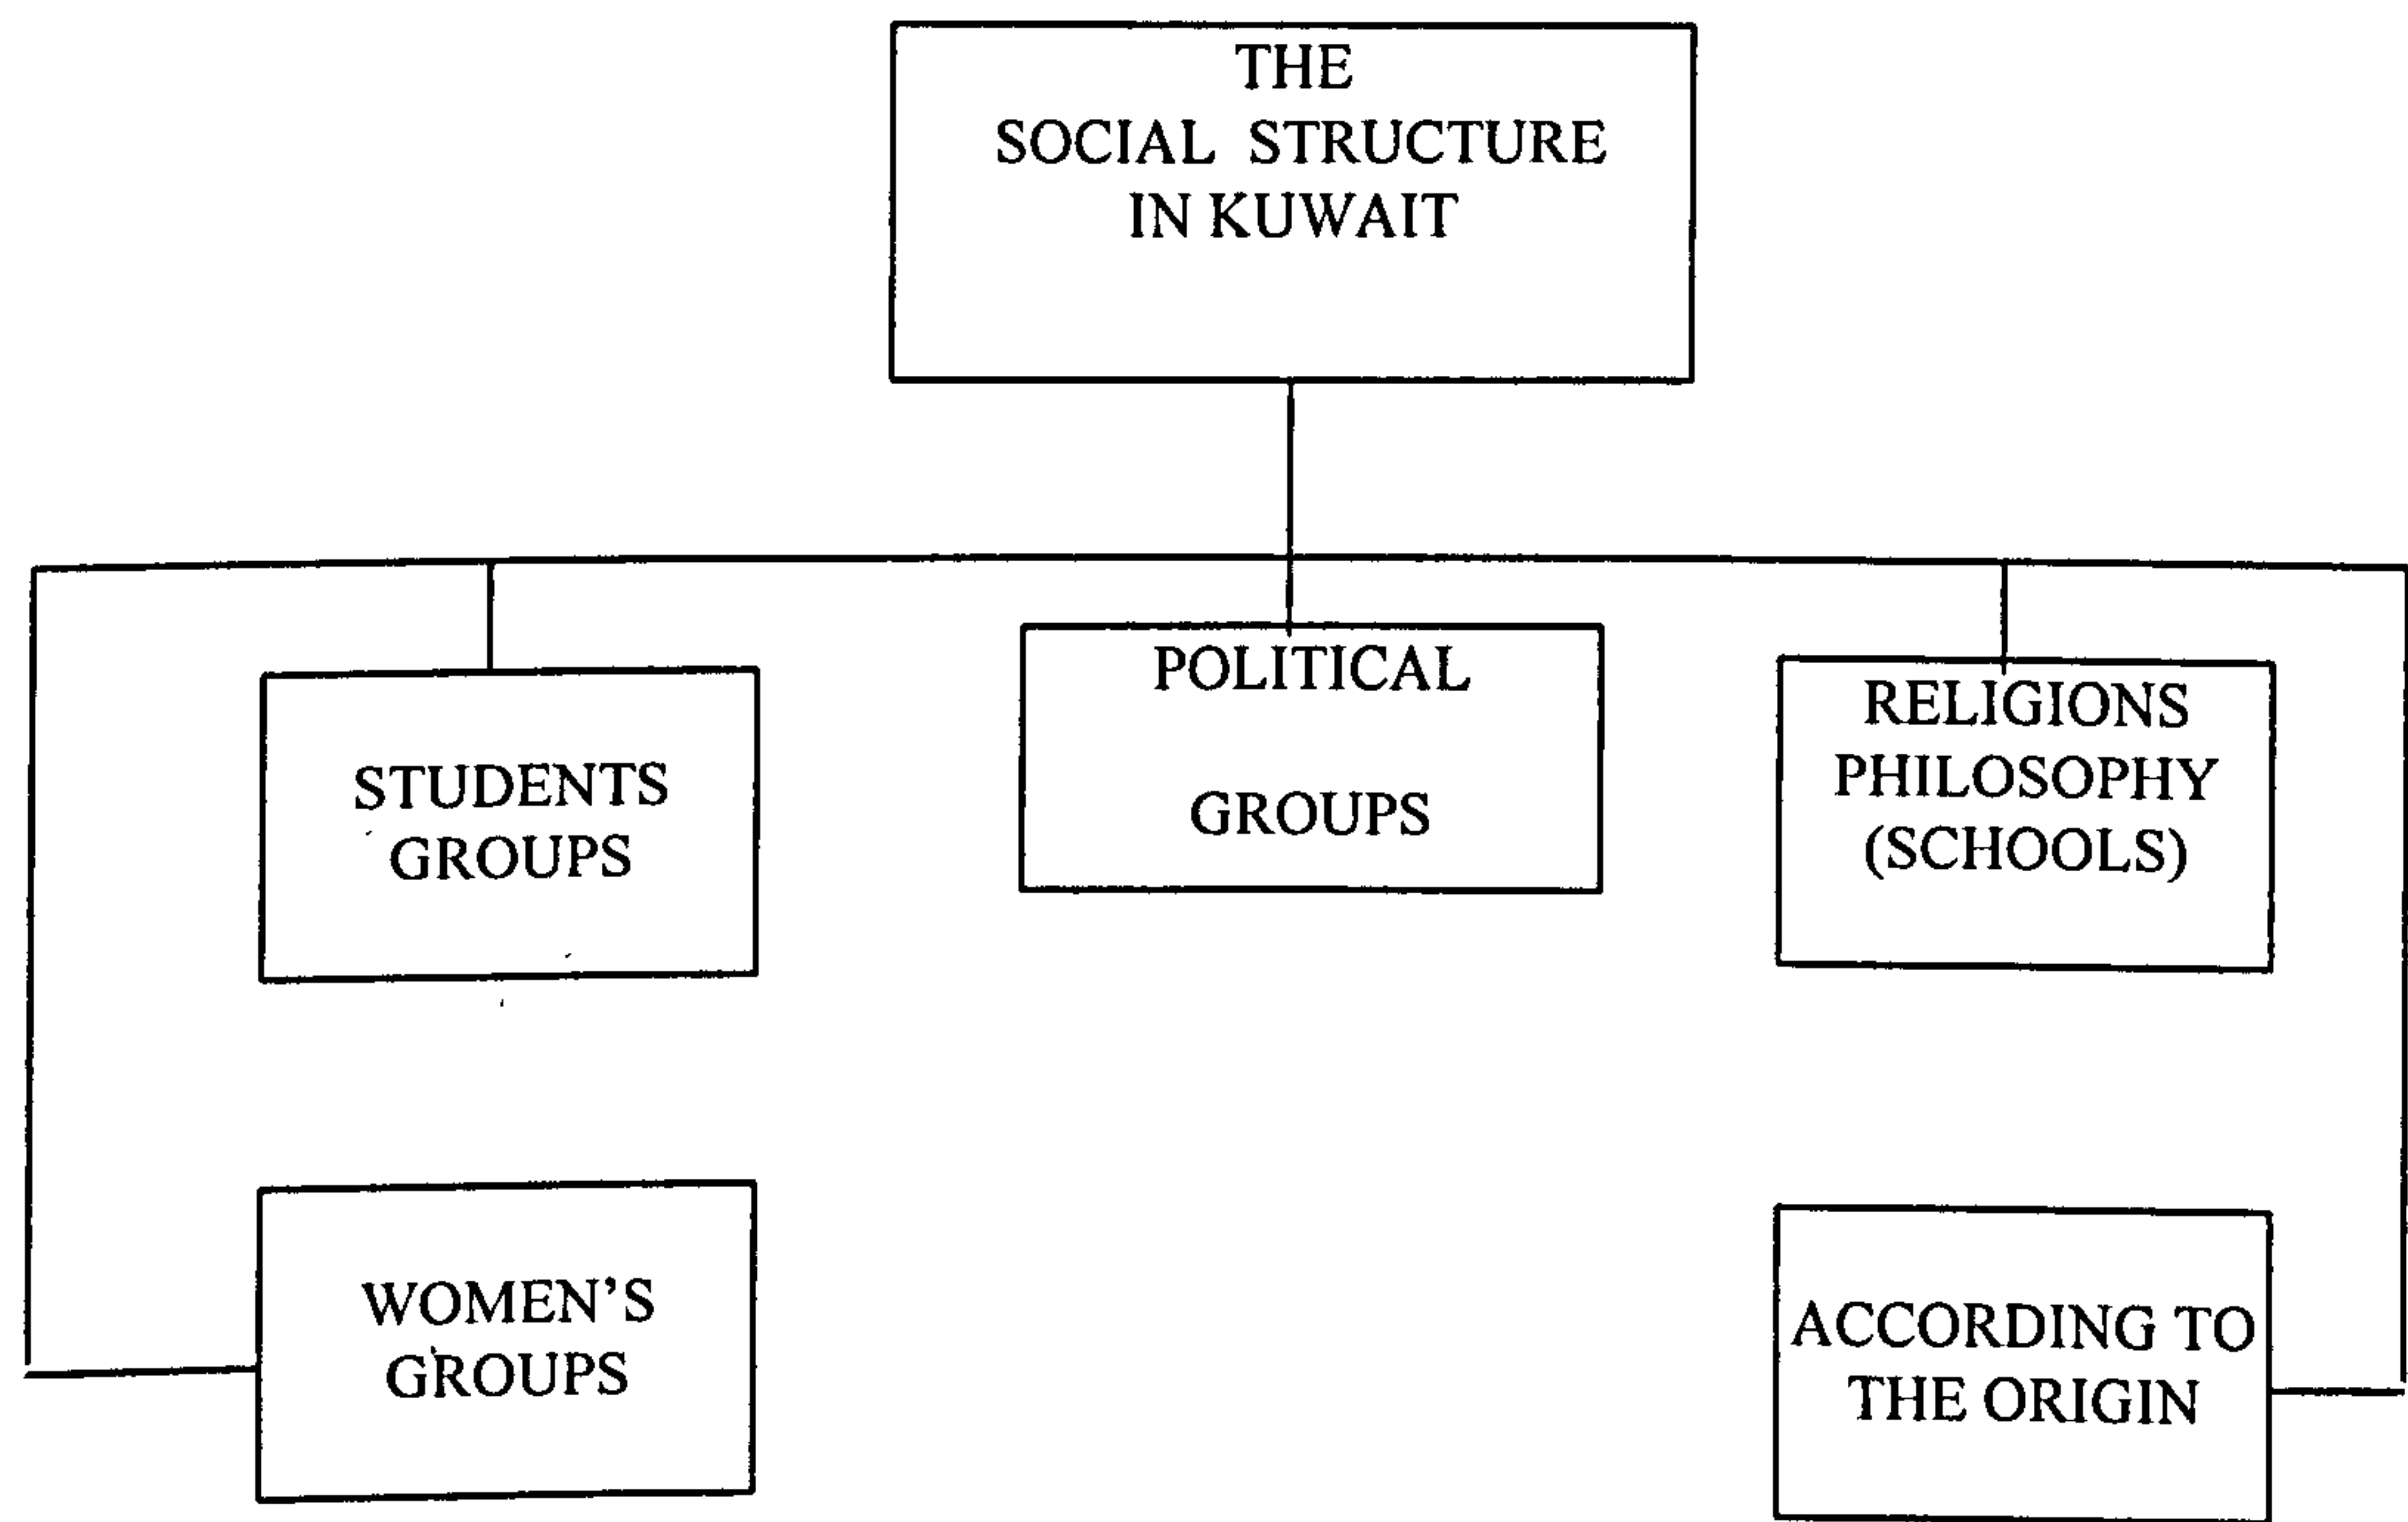 THE
SOCIAL STRUCTURE
IN KUWAIT
STUDENTS
GROUPS
POLITICAL
GROUPS
RELIGIONS
PHILOSOPHY
(SCHOOLS)
WOMEN'S
GROUPS
ACCORDING TO
THE ORIGIN